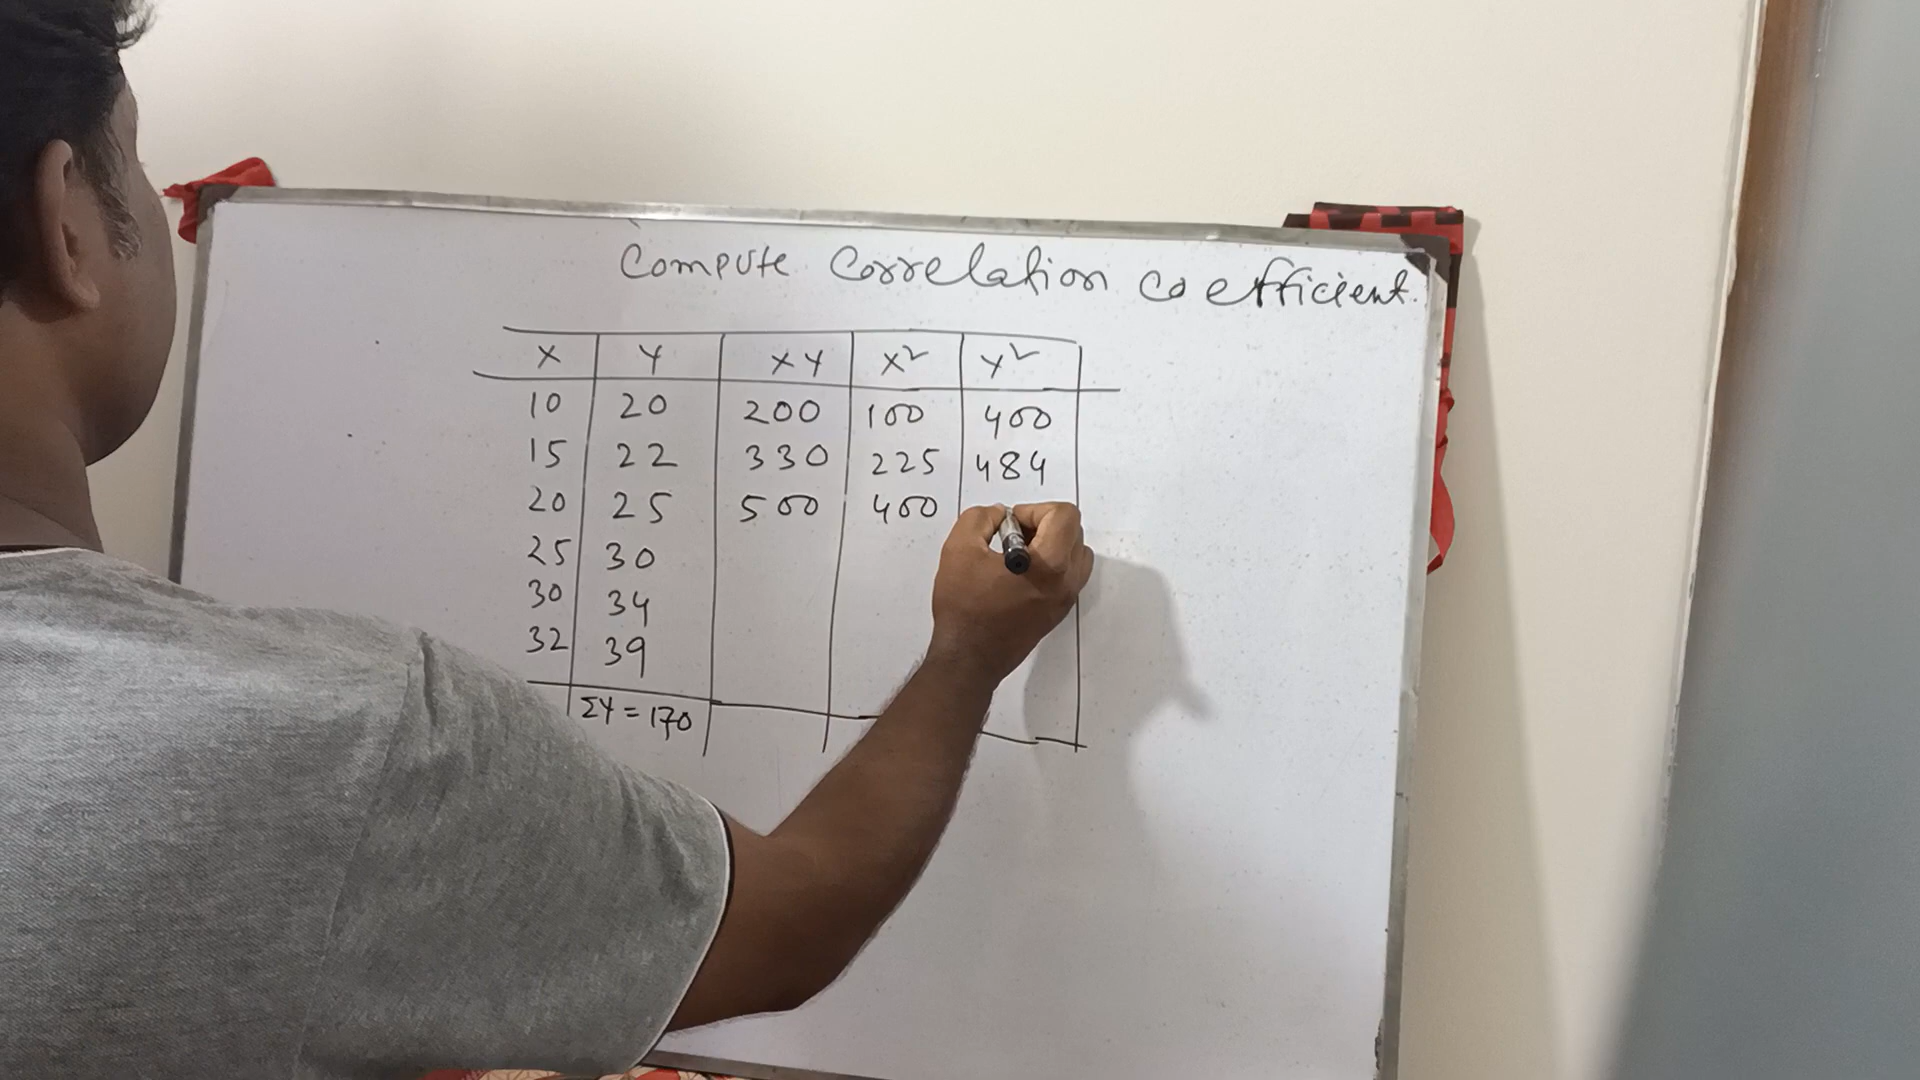 Compute Correlation Coefficient.
X Y XY X² Y²
10 20 200 100 400
15 22 330 225 484
20 25 500 400
25 30
30 34
32 39
ΣY = 170